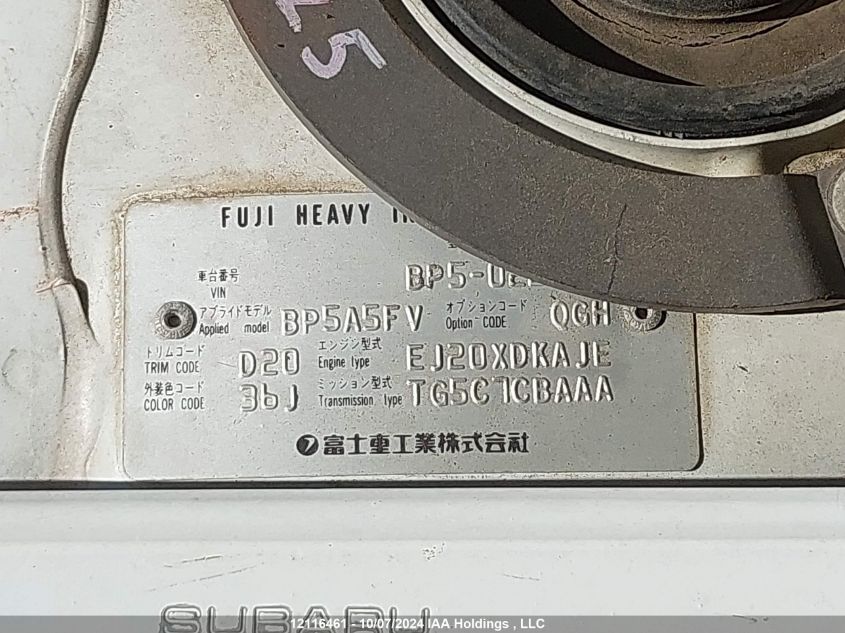 25
FUJI HEAVY
車台番号 BP5-0
VIN
アプライドモデル BP5A5FV オプションコード OGH
Applied model Option CODE
トリムコード D20 エンジン型式 EJ20XDKAJE
TRIM CODE Engine type
外装色コード 36J ミッション型式 TG5C7CBAAA
COLOR CODE Transmission type
富士重工業株式会社
SUBARU
12116461 - 10/07/2024 IAA Holdings , LLC